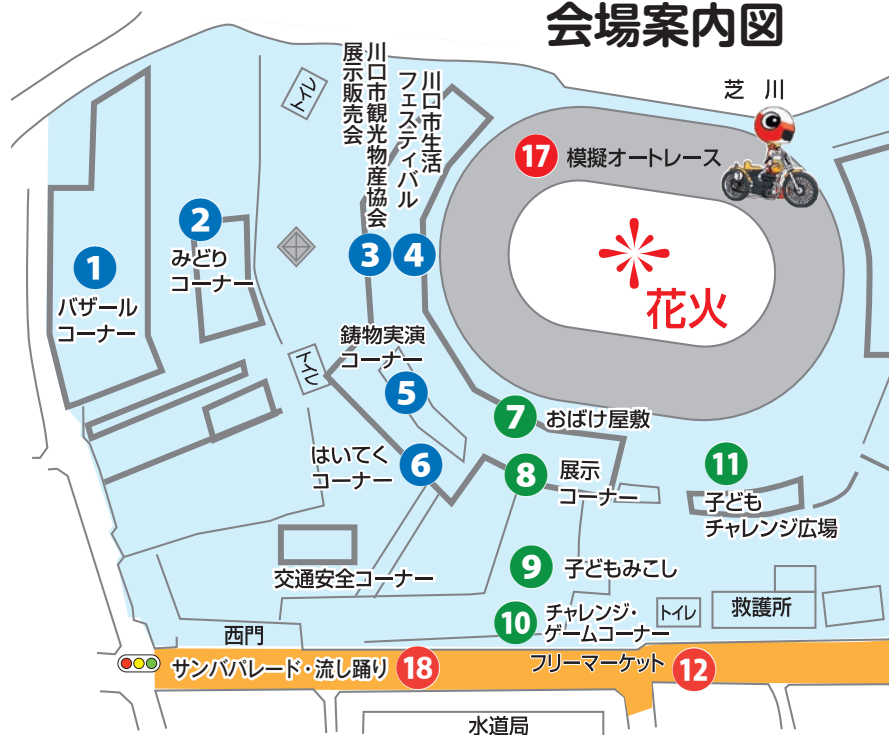 会場案内図
芝川
トイレ
川口市観光物産協会
展示販売会
川口市生活
フェスティバル
17 模擬オートレース
花火
1
バザール
コーナー
2
みどり
コーナー
3
4
鋳物実演
コーナー
5
トイレ
はいてく
コーナー
6
7 おばけ屋敷
8 展示
コーナー
11
子ども
チャレンジ広場
交通安全コーナー
9 子どもみこし
10 チャレンジ・
ゲームコーナー
トイレ
救護所
西門
サンバパレード・流し踊り 18
フリーマーケット 12
水道局